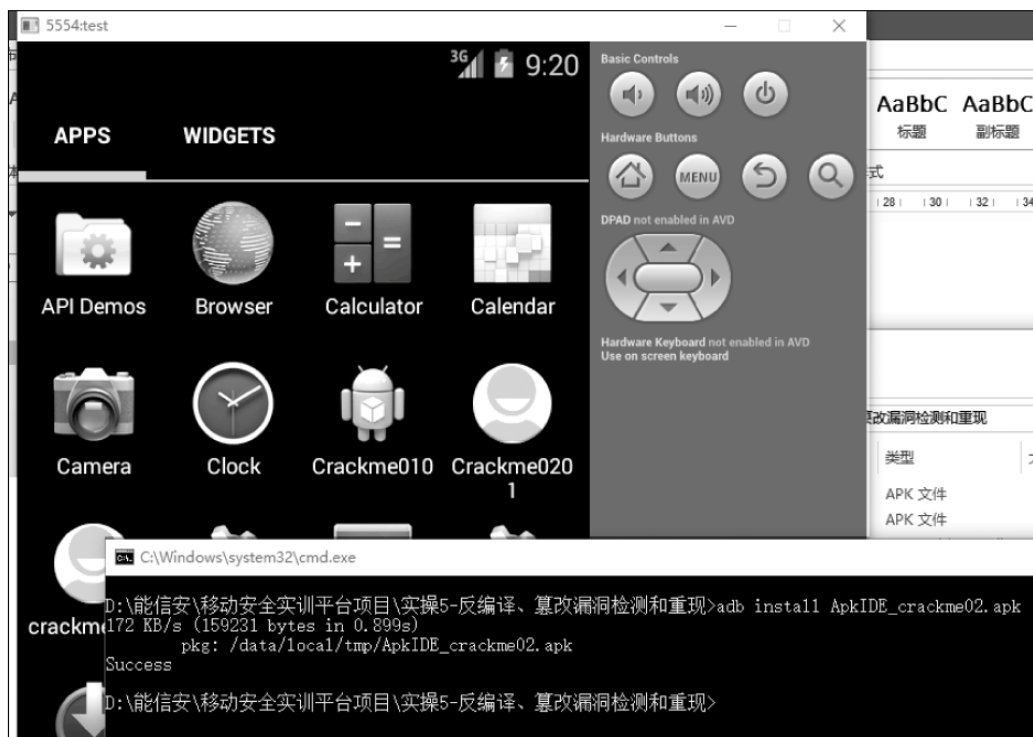 5554:test
3G 9:20
APPS WIDGETS
API Demos Browser Calculator Calendar
Camera Clock Crackme010 Crackme020
1
Basic Controls
Hardware Buttons
MENU
DPAD not enabled in AVD
Hardware Keyboard not enabled in AVD
Use on screen keyboard
AaBbC AaBbC
标题 副标题
式
28 30 32 34
改漏洞检测和重现
类型
APK 文件
APK 文件
C:\Windows\system32\cmd.exe
D:\能信安\移动安全实训平台项目\实操5-反编译、篡改漏洞检测和重现>adb install ApkIDE_crackme02.apk
172 KB/s (159231 bytes in 0.899s)
pkg: /data/local/tmp/ApkIDE_crackme02.apk
Success
D:\能信安\移动安全实训平台项目\实操5-反编译、篡改漏洞检测和重现>